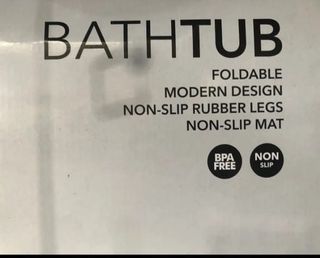 BATHTUB
FOLDABLE
MODERN DESIGN
NON-SLIP RUBBER LEGS
NON-SLIP MAT
BPA
FREE
NON
SLIP